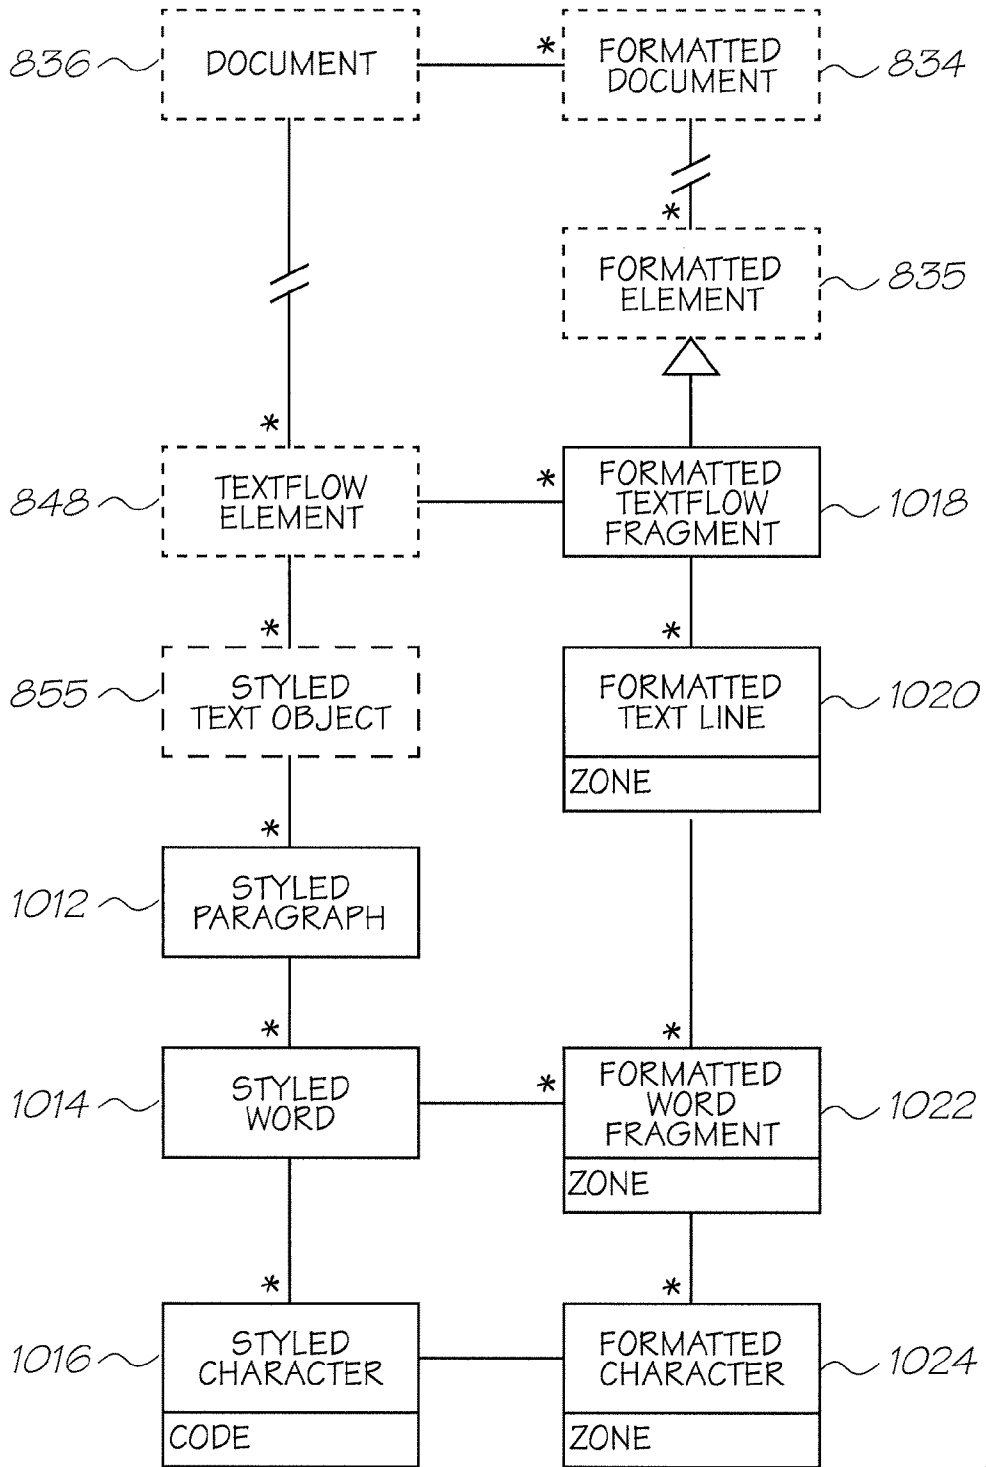 836
DOCUMENT
*
FORMATTED
DOCUMENT
834
*
FORMATTED
ELEMENT
835
*
848
TEXTFLOW
ELEMENT
*
FORMATTED
TEXTFLOW
FRAGMENT
1018
*
855
STYLED
TEXT OBJECT
*
FORMATTED
TEXT LINE
1020
ZONE
*
1012
STYLED
PARAGRAPH
*
1014
STYLED
WORD
*
*
FORMATTED
WORD
FRAGMENT
1022
ZONE
*
1016
STYLED
CHARACTER
CODE
*
FORMATTED
CHARACTER
1024
ZONE